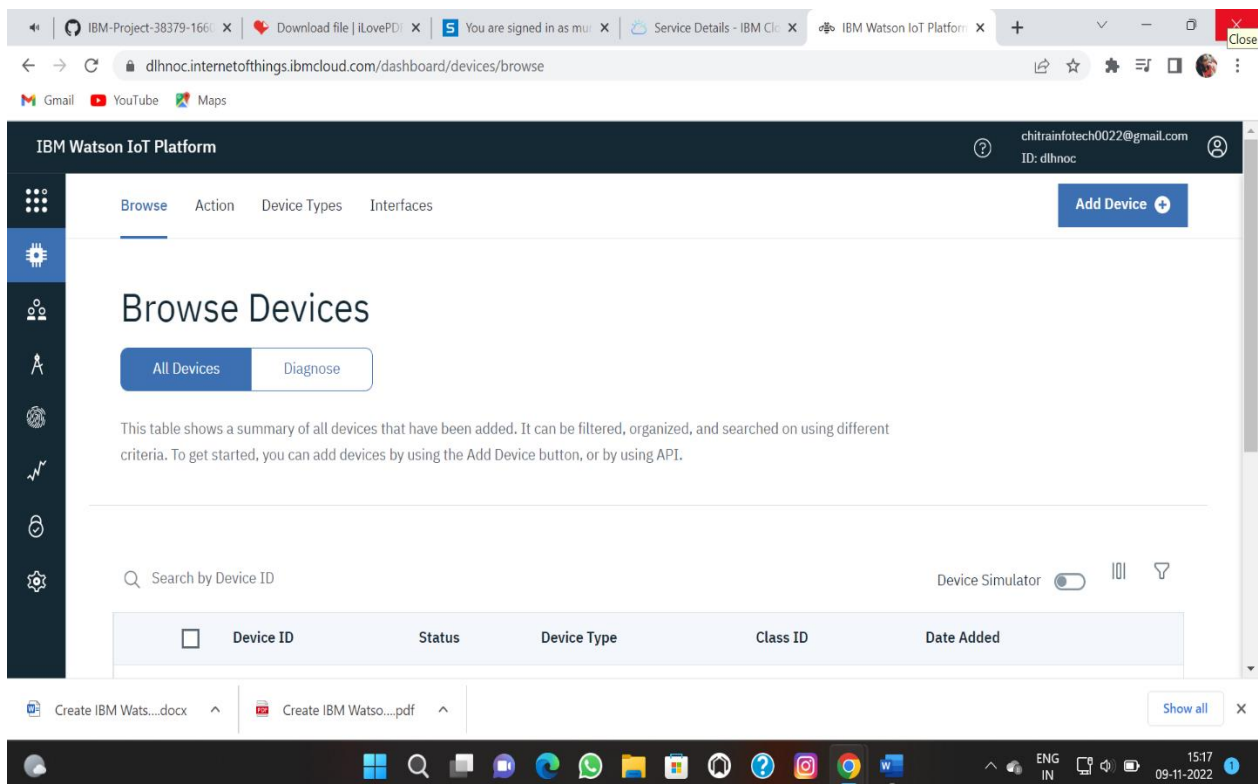 IBM-Project-38379-1660
Download file | iLovePDF
You are signed in as mur
Service Details - IBM Clo
IBM Watson IoT Platform
Close
dlhnoc.internetofthings.ibmcloud.com/dashboard/devices/browse
Gmail YouTube Maps
IBM Watson IoT Platform
chitrainfotech0022@gmail.com
ID: dlhnoc
Browse Action Device Types Interfaces
Add Device
Browse Devices
All Devices Diagnose
This table shows a summary of all devices that have been added. It can be filtered, organized, and searched on using different
criteria. To get started, you can add devices by using the Add Device button, or by using API.
Search by Device ID
Device Simulator
Device ID Status Device Type Class ID Date Added
Create IBM Wats....docx
Create IBM Watso....pdf
Show all
ENG
IN
15:17
09-11-2022
1